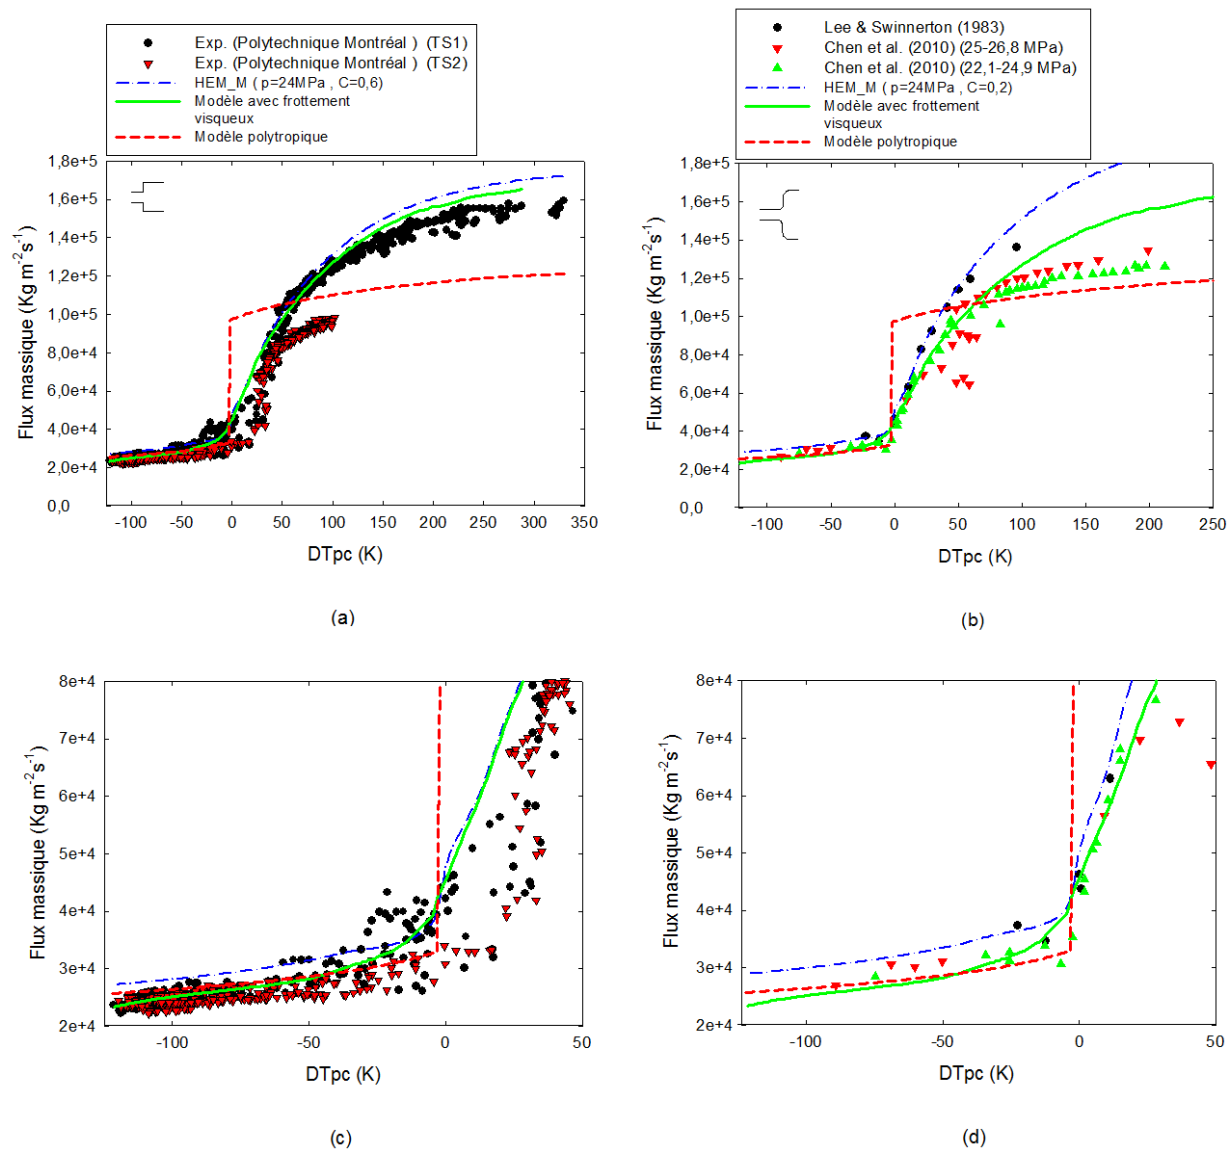 Exp. (Polytechnique Montréal ) (TS1)
Exp. (Polytechnique Montréal ) (TS2)
HEM_M ( p=24MPa , C=0,6)
Modèle avec frottement
visqueux
Modèle polytropique
1,8e+5
1,6e+5
1,4e+5
1,2e+5
1,0e+5
8,0e+4
6,0e+4
4,0e+4
2,0e+4
0,0
Flux massique (Kg m-2s-1)
-100 -50 0 50 100 150 200 250 300 350
DTpc (K)
(a)
Lee & Swinnerton (1983)
Chen et al. (2010) (25-26,8 MPa)
Chen et al. (2010) (22,1-24,9 MPa)
HEM_M ( p=24MPa , C=0,2)
Modèle avec frottement
visqueux
Modèle polytropique
1,8e+5
1,6e+5
1,4e+5
1,2e+5
1,0e+5
8,0e+4
6,0e+4
4,0e+4
2,0e+4
0,0
Flux massique (Kg m-2s-1)
-100 -50 0 50 100 150 200 250
DTpc (K)
(b)
8e+4
7e+4
6e+4
5e+4
4e+4
3e+4
2e+4
Flux massique (Kg m-2s-1)
-100 -50 0 50
DTpc (K)
(c)
8e+4
7e+4
6e+4
5e+4
4e+4
3e+4
2e+4
Flux massique (Kg m-2s-1)
-100 -50 0 50
DTpc (K)
(d)